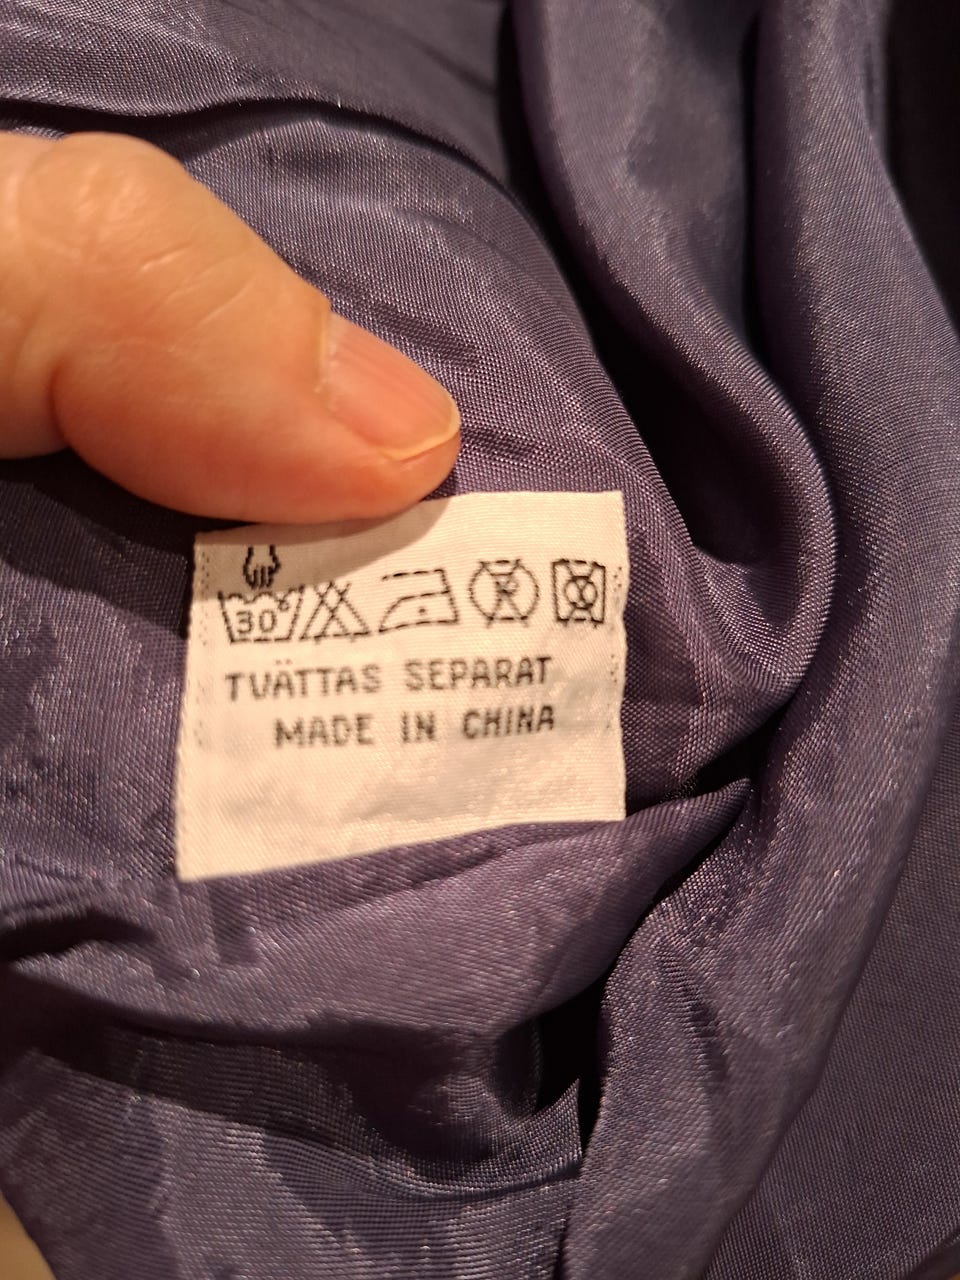 30
TVÄTTAS SEPARAT
MADE IN CHINA